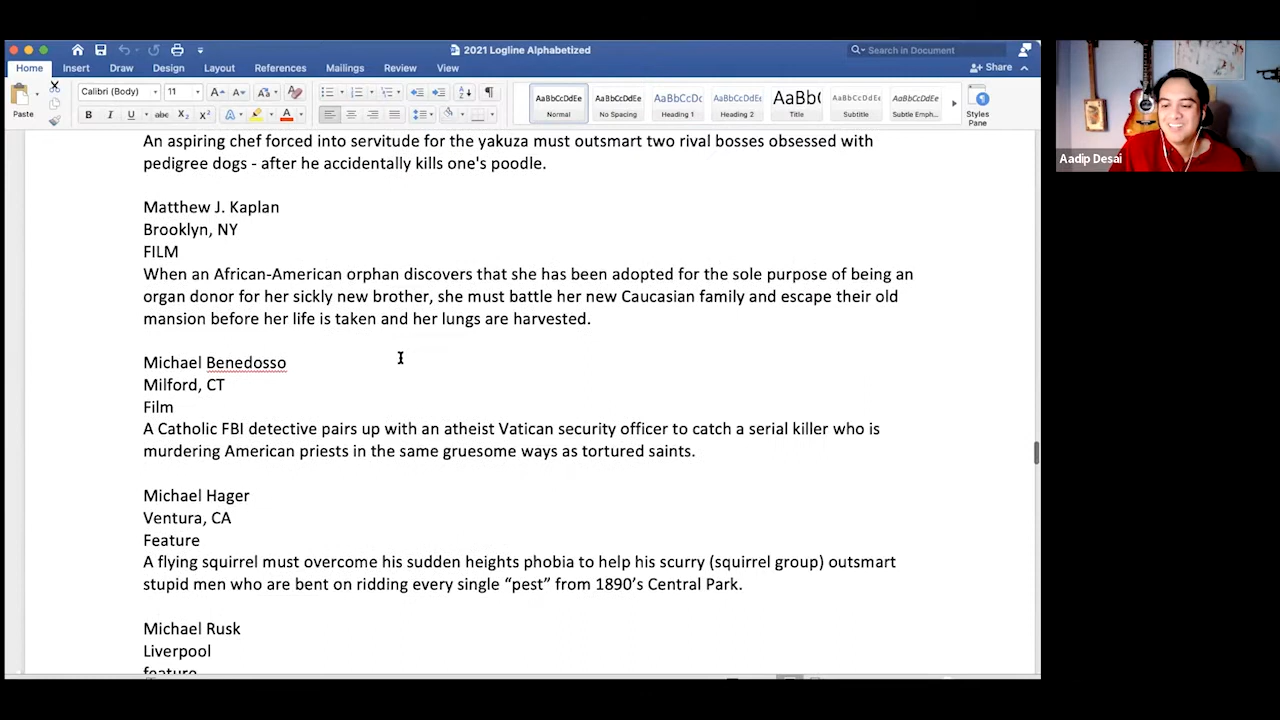 2021 Logline Alphabetized
Search in Document
Home Insert Draw Design Layout References Mailings Review View
Share
Paste
Calibri (Body) 11
AaBbCcDdEe AaBbCcDdEe AaBbCcDc AaBbCcDdEe AaBb( AaBbCcDdEe AaBbCcDdEe
Normal No Spacing Heading 1 Heading 2 Title Subtitle Subtle Emph...
Styles
Pane
Aadip Desai
An aspiring chef forced into servitude for the yakuza must outsmart two rival bosses obsessed with
pedigree dogs - after he accidentally kills one's poodle.
Matthew J. Kaplan
Brooklyn, NY
FILM
When an African-American orphan discovers that she has been adopted for the sole purpose of being an
organ donor for her sickly new brother, she must battle her new Caucasian family and escape their old
mansion before her life is taken and her lungs are harvested.
Michael Benedosso
Milford, CT
Film
A Catholic FBI detective pairs up with an atheist Vatican security officer to catch a serial killer who is
murdering American priests in the same gruesome ways as tortured saints.
Michael Hager
Ventura, CA
Feature
A flying squirrel must overcome his sudden heights phobia to help his scurry (squirrel group) outsmart
stupid men who are bent on ridding every single “pest” from 1890’s Central Park.
Michael Rusk
Liverpool
feature